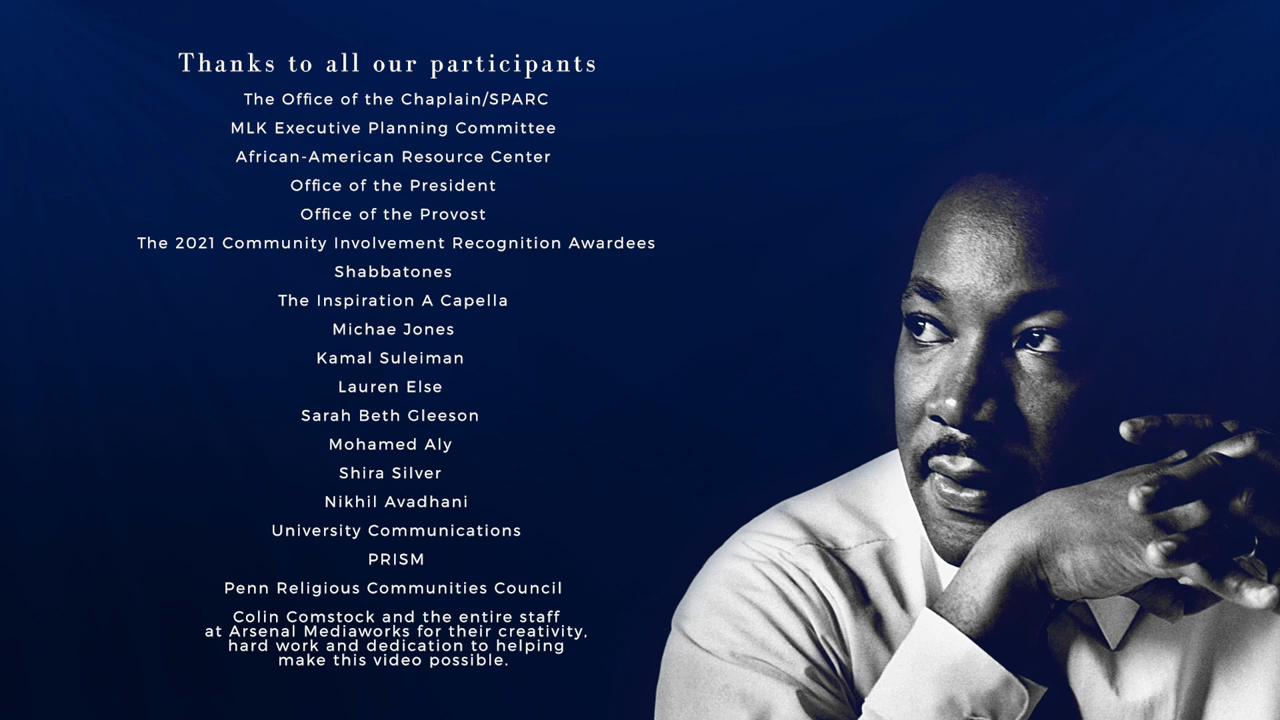 Thanks to all our participants
The Office of the Chaplain/SPARC
MLK Executive Planning Committee
African-American Resource Center
Office of the President
Office of the Provost
The 2021 Community Involvement Recognition Awardees
Shabbatones
The Inspiration A Capella
Michae Jones
Kamal Suleiman
Lauren Else
Sarah Beth Gleeson
Mohamed Aly
Shira Silver
Nikhil Avadhani
University Communications
PRISM
Penn Religious Communities Council
Colin Comstock and the entire staff
at Arsenal Mediaworks for their creativity,
hard work and dedication to helping
make this video possible.